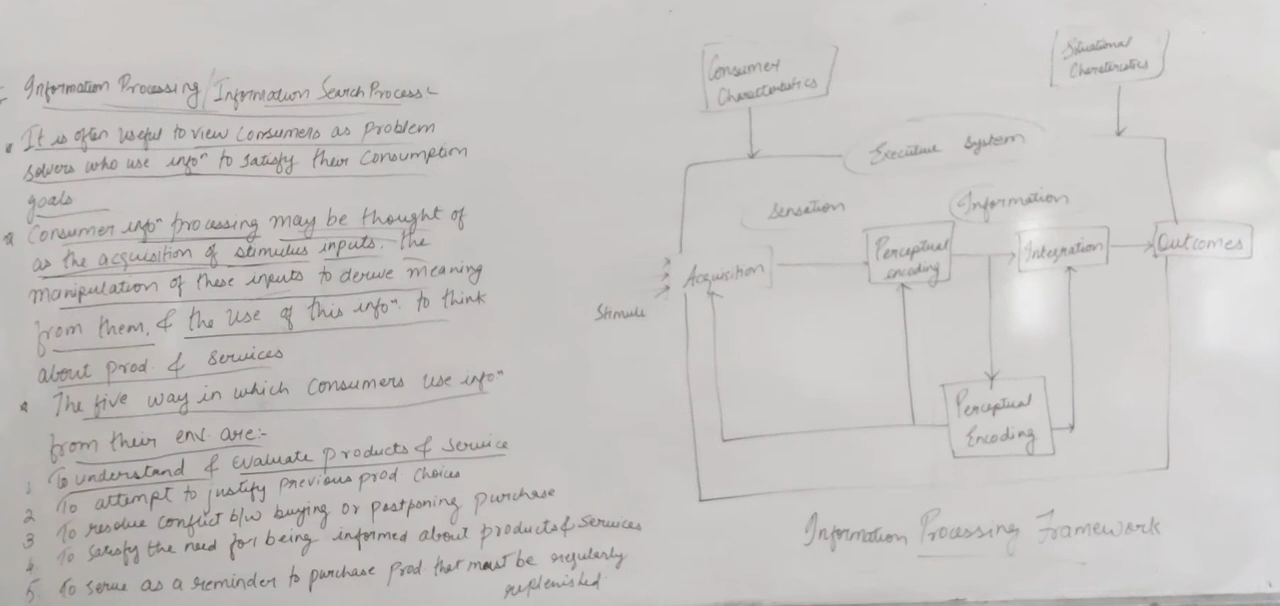 Information Processing / Information Search Process -
• It is often useful to view consumers as problem
solvers who use infoⁿ to satisfy their consumption
goals
* Consumer infoⁿ processing may be thought of
as the acquisition of stimulus inputs, the
manipulation of these inputs to derive meaning
from them, & the use of this infoⁿ. to think
about prod. & services
* The five way in which consumers use infoⁿ
from their env. are:-
1 To understand & evaluate products & service
2 To attempt to justify previous prod choices
3 To resolve conflict b/w buying or postponing purchase
4. To satisfy the need for being informed about products & services
5. To serve as a reminder to purchase prod. that must be regularly
replenished
Consumer
Characteristics
Situational
Chareteristics
Executive System
Sensation
Information
Stimuli
Acquisition
Perceptual
encoding
Integration
Outcomes
Perceptual
Encoding
Information Processing Framework